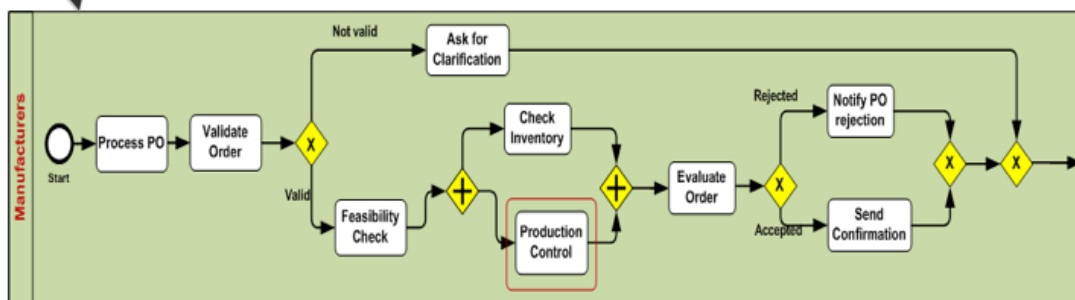 Manufacturers
Start
Process PO
Validate
Order
Not valid
Valid
Ask for
Clarification
Feasibility
Check
Check
Inventory
Production
Control
Evaluate
Order
Rejected
Accepted
Notify PO
rejection
Send
Confirmation
X
X
X
X